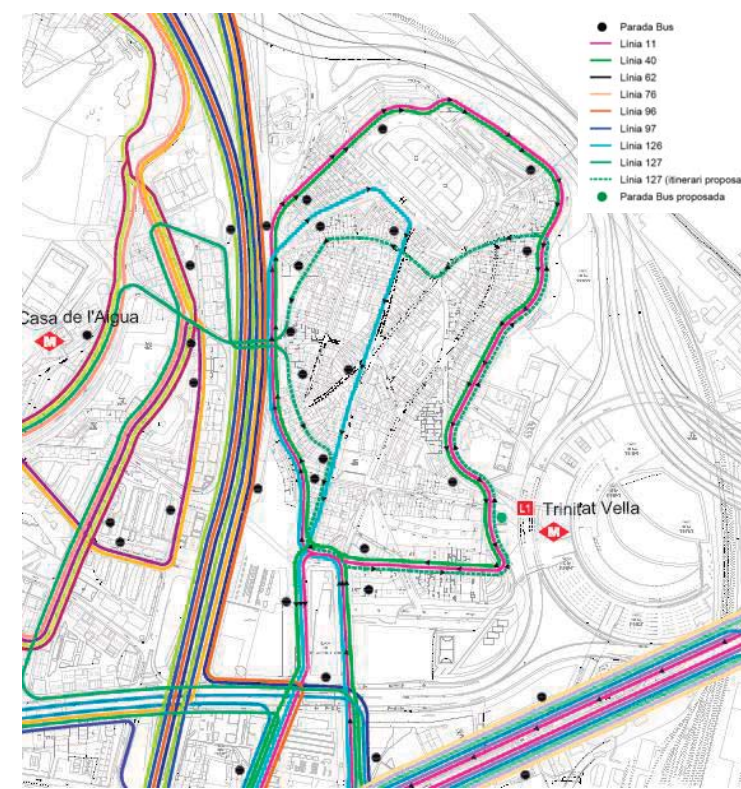 Parada Bus
Línia 11
Línia 40
Línia 62
Línia 76
Línia 96
Línia 97
Línia 126
Línia 127
Línia 127 (itinerari proposa
Parada Bus proposada
Casa de l'Aigua
M
L1 Trinitat Vella
M